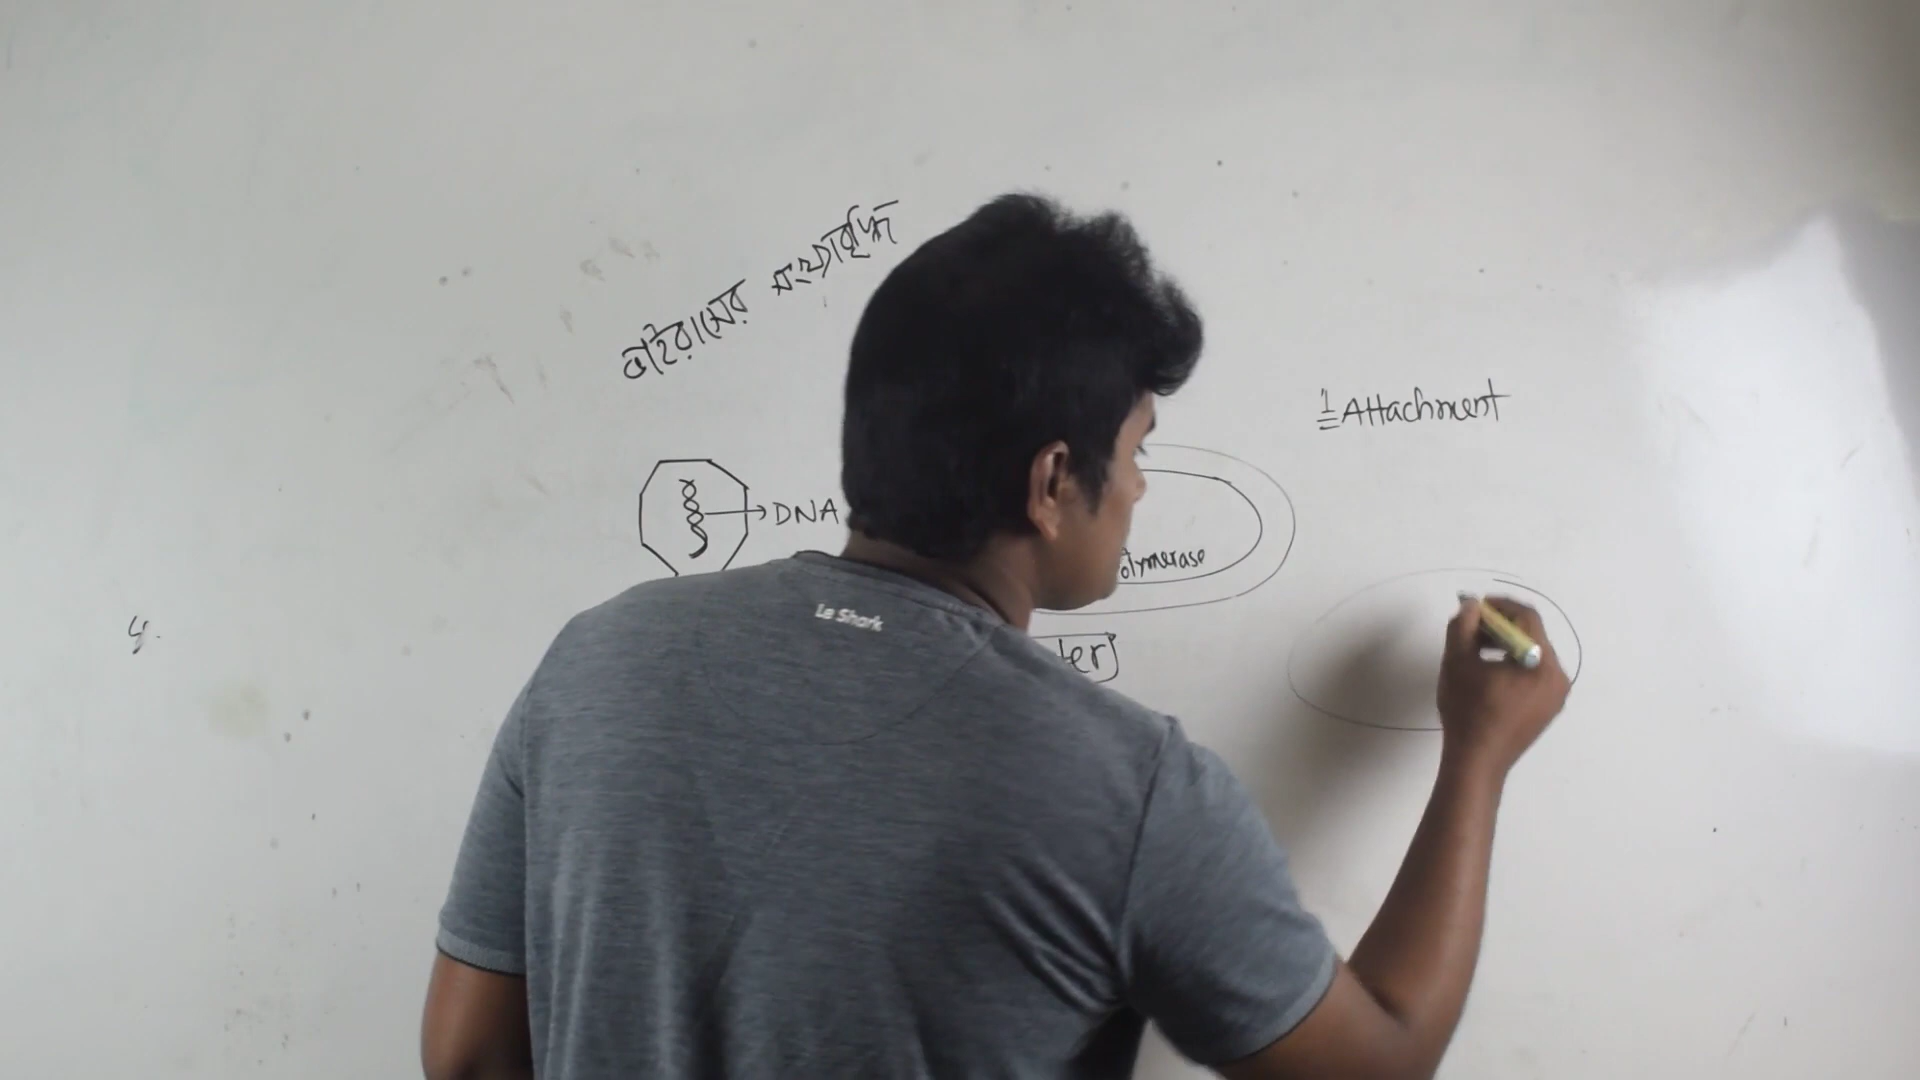 ভাইরাসের সংখ্যাবৃদ্ধি
1 Attachment
DNA
olymerase
ter
Le Shark